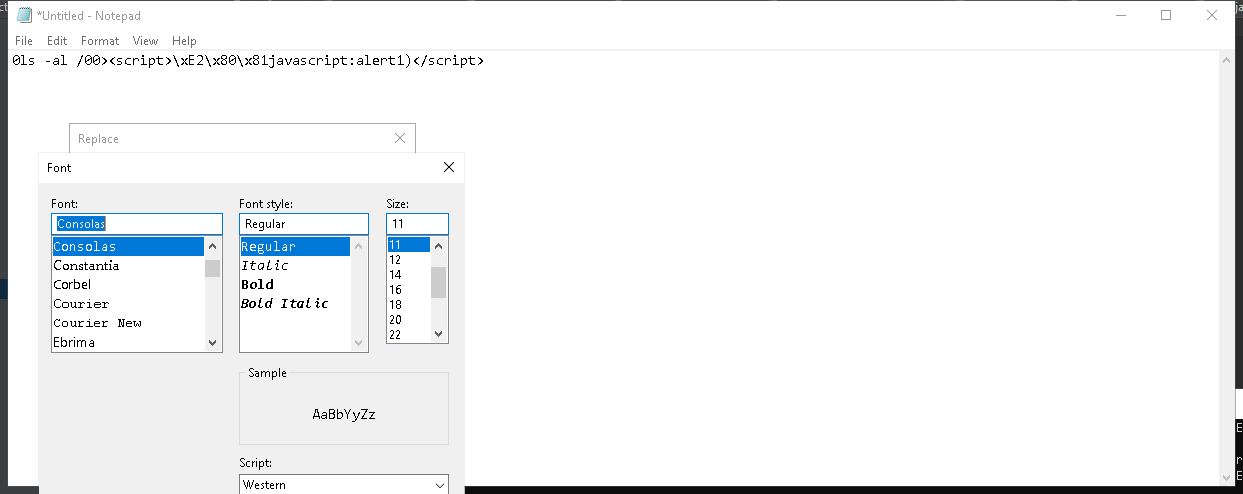 *Untitled - Notepad
File Edit Format View Help
0ls -al /00><script>\xE2\x80\x81javascript:alert1)</script>
Replace
Font
Font: Font style: Size:
Consolas Regular 11
Consolas Regular 11
Constantia Italic 12
Corbel Bold 14
Courier Bold Italic 16
Courier New 18
Ebrima 20
22
Sample
AaBbYyZz
Script:
Western